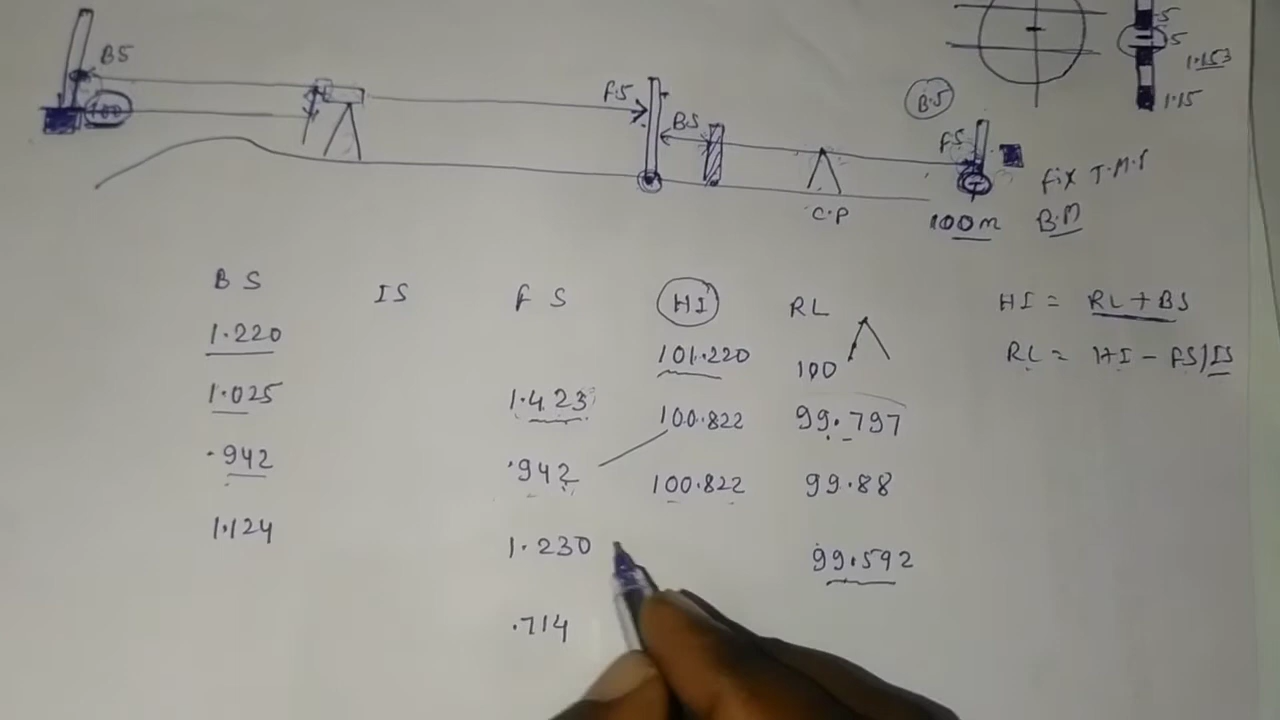 BS
100
F.S
BS
C.P
B.S
FS
100m B.M
fix T.M.
5
5
1.153
1.15
BS IS FS HI RL
1.220 101.220 100
1.025 1.423 100.822 99.797
.942 .942 100.822 99.88
1.124 1.230 99.592
.714
HI = RL + BS
RL = HI - FS/IS